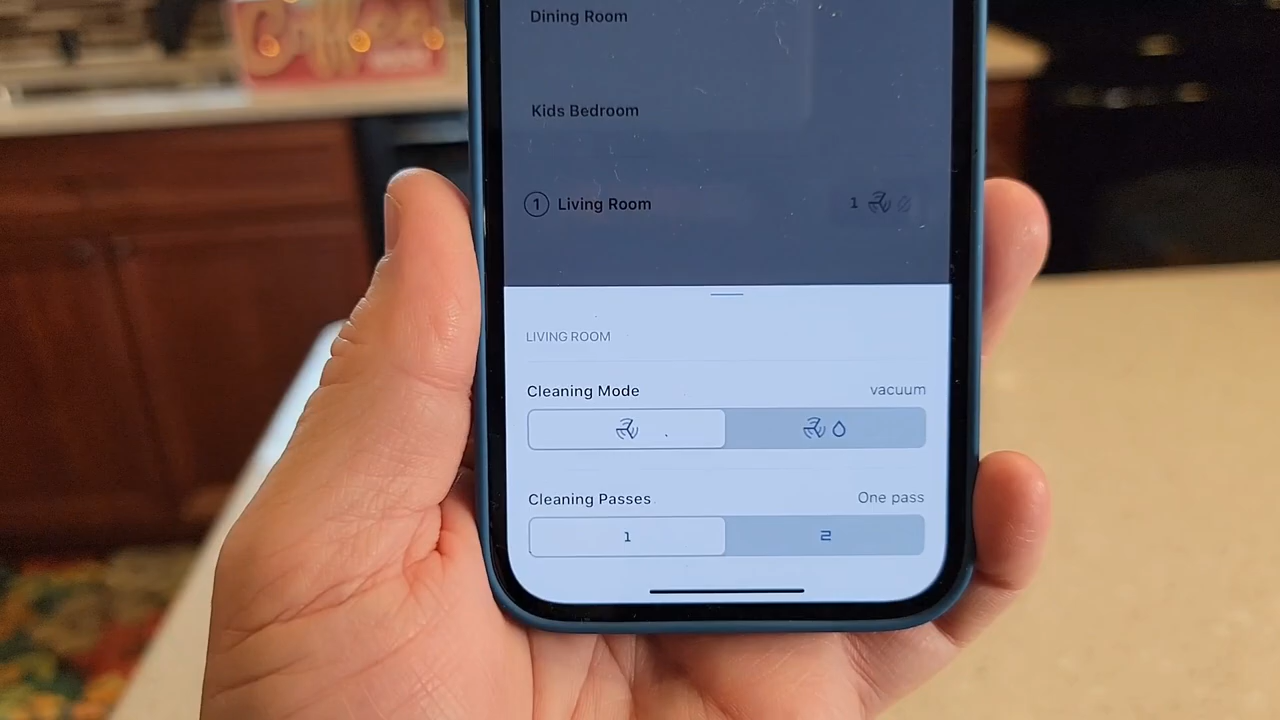 Coffee
Dining Room
Kids Bedroom
1 Living Room 1
LIVING ROOM
Cleaning Mode vacuum
Cleaning Passes One pass
1 2